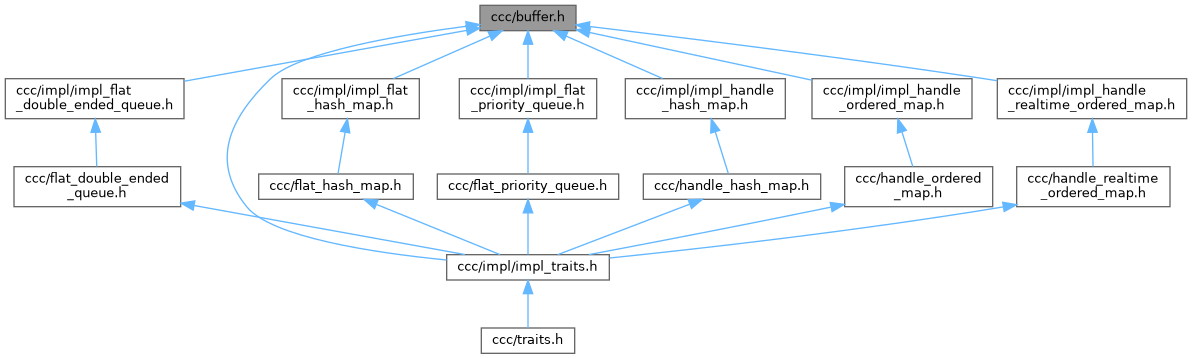 ccc/buffer.h
ccc/impl/impl_flat
_double_ended_queue.h
ccc/impl/impl_flat
_hash_map.h
ccc/impl/impl_flat
_priority_queue.h
ccc/impl/impl_handle
_hash_map.h
ccc/impl/impl_handle
_ordered_map.h
ccc/impl/impl_handle
_realtime_ordered_map.h
ccc/flat_double_ended
_queue.h
ccc/flat_hash_map.h
ccc/flat_priority_queue.h
ccc/handle_hash_map.h
ccc/handle_ordered
_map.h
ccc/handle_realtime
_ordered_map.h
ccc/impl/impl_traits.h
ccc/traits.h